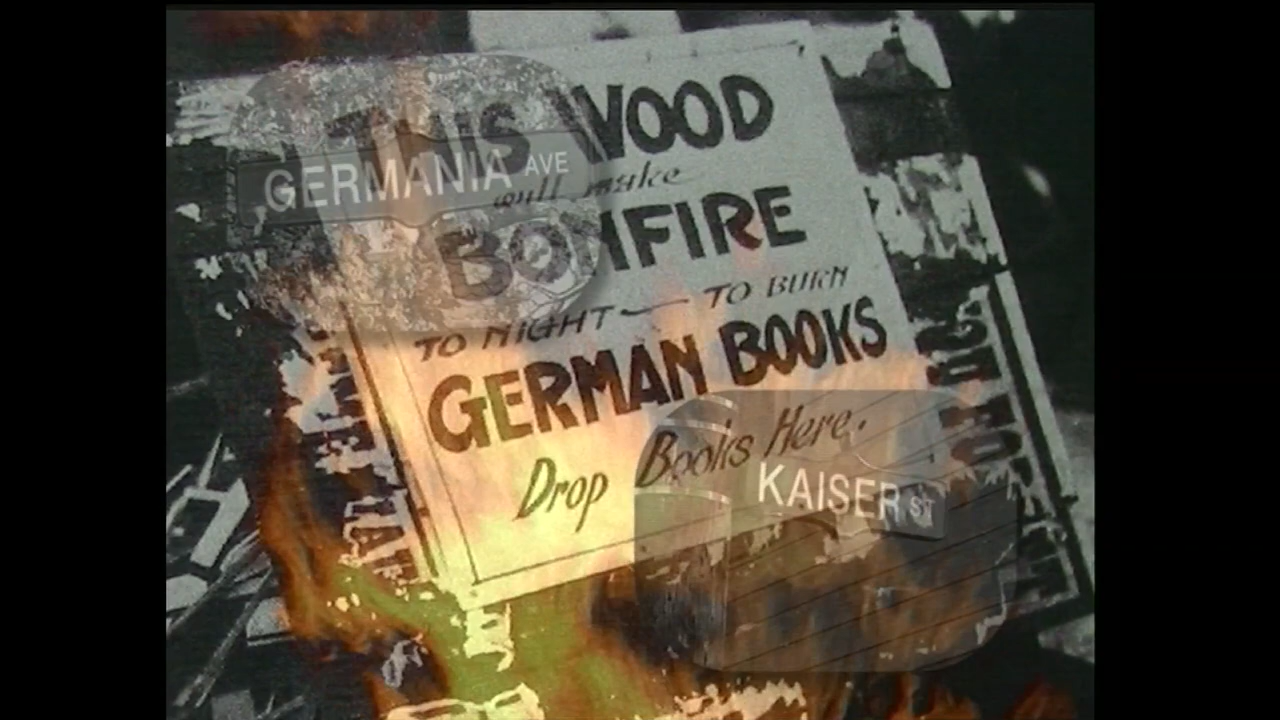 THIS WOOD
will make
BONFIRE
TO NIGHT — TO BURN
GERMAN BOOKS
Drop Books Here.
GERMANIA AVE
KAISER ST